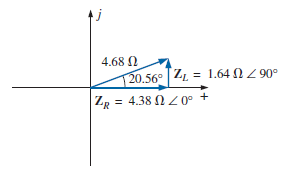 j
4.68 Ω
20.56°
Z_L = 1.64 Ω ∠ 90°
Z_R = 4.38 Ω ∠ 0°
+